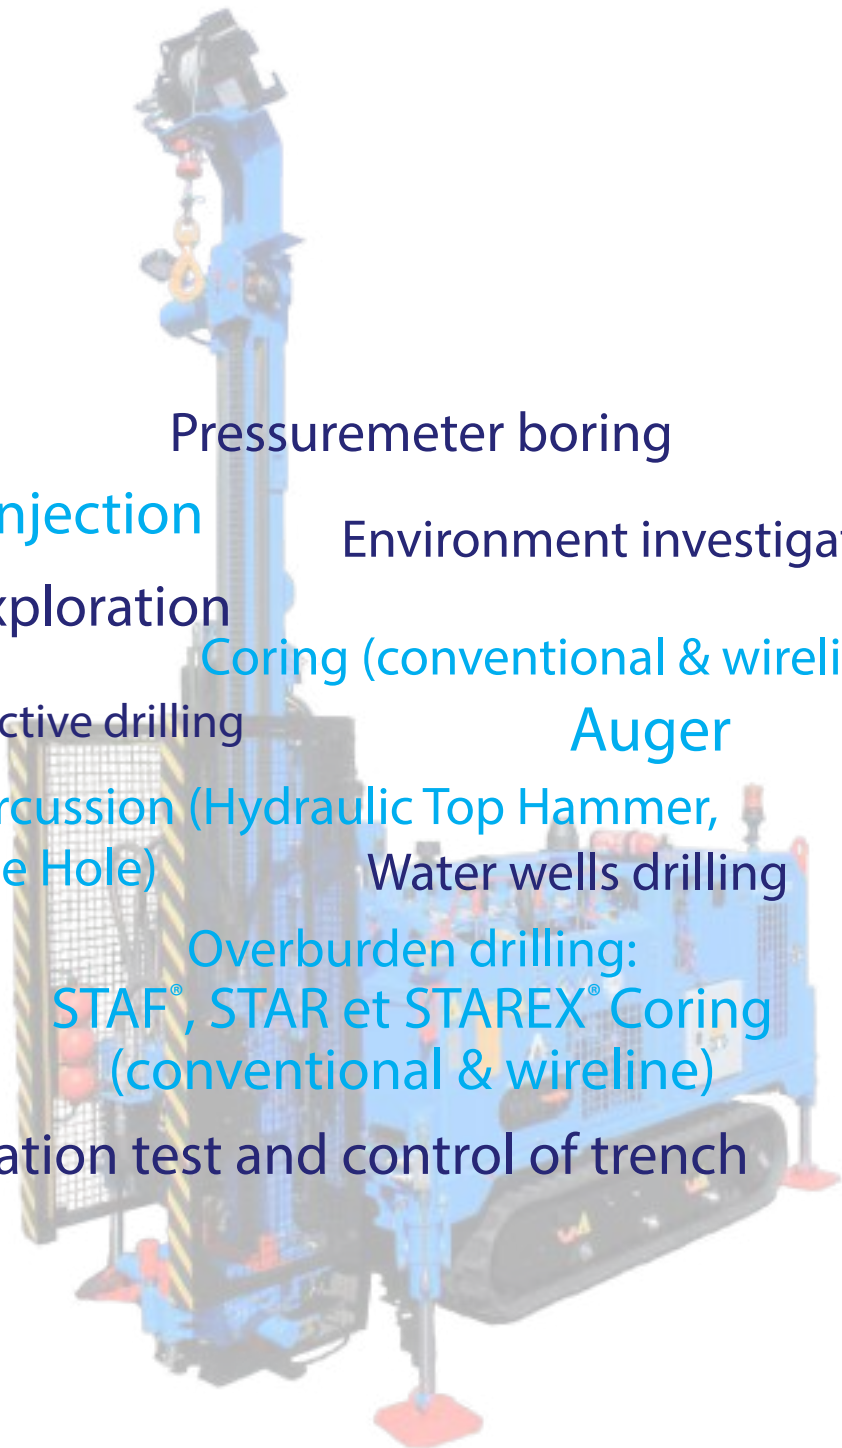 Pressuremeter boring
njection
Environment investigat
xploration
Coring (conventional & wireli
ctive drilling
Auger
rcussion (Hydraulic Top Hammer,
e Hole)
Water wells drilling
Overburden drilling:
STAF®, STAR et STAREX® Coring
(conventional & wireline)
ation test and control of trench